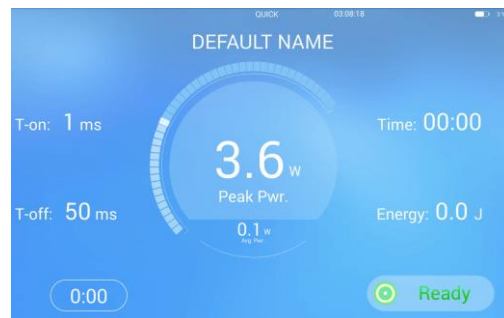 QUICK 03:08:18
DEFAULT NAME
T-on: 1 ms
Time: 00:00
3.6 w
Peak Pwr.
T-off: 50 ms
Energy: 0.0 J
0.1 w
Avg Pwr
0:00
Ready